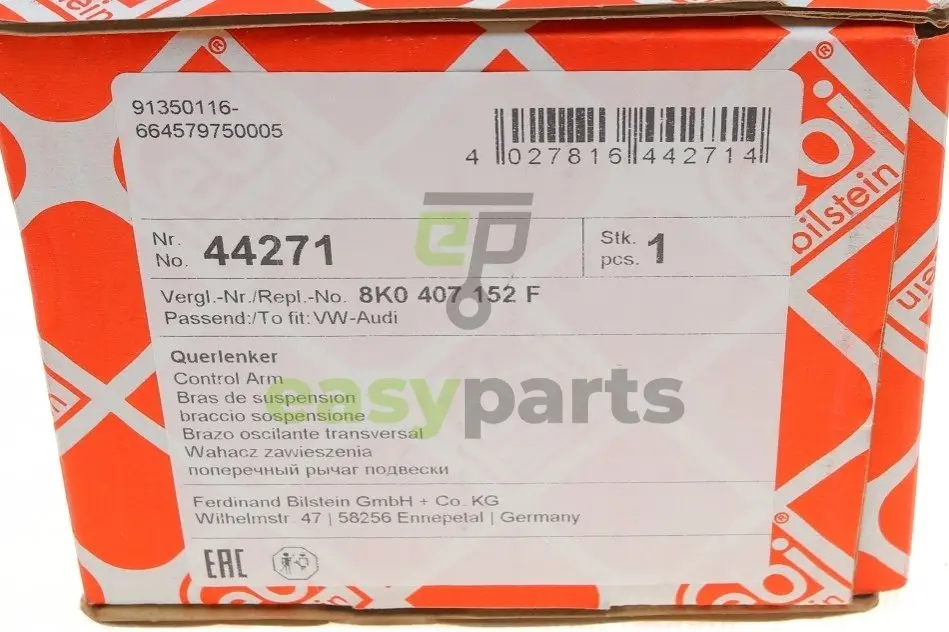 91350116-
664579750005
4 027816 442714
Nr.
No. 44271
Stk.
pcs. 1
Vergl.-Nr./Repl.-No. 8K0 407 152 F
Passend:/To fit: VW-Audi
Querlenker
Control Arm
Bras de suspension
braccio sospensione
Brazo oscilante transversal
Wahacz zawieszenia
поперечный рычаг подвески
Ferdinand Bilstein GmbH + Co. KG
Wilhelmstr. 47 | 58256 Ennepetal | Germany
EAC
ep
easyparts
bilstein